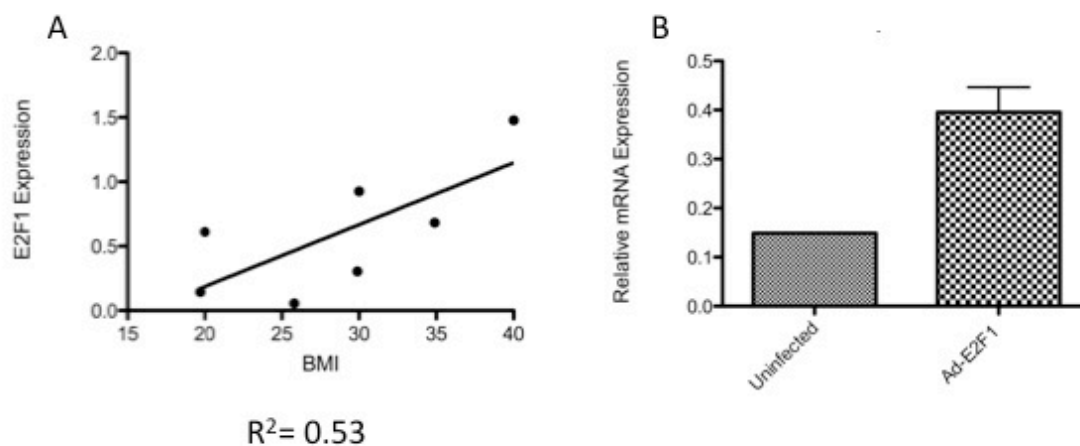 A
E2F1 Expression
2.0
1.5
1.0
0.5
0.0
15 20 25 30 35 40
BMI
R²= 0.53
B
Relative mRNA Expression
0.5
0.4
0.3
0.2
0.1
0.0
Uninfected
Ad-E2F1